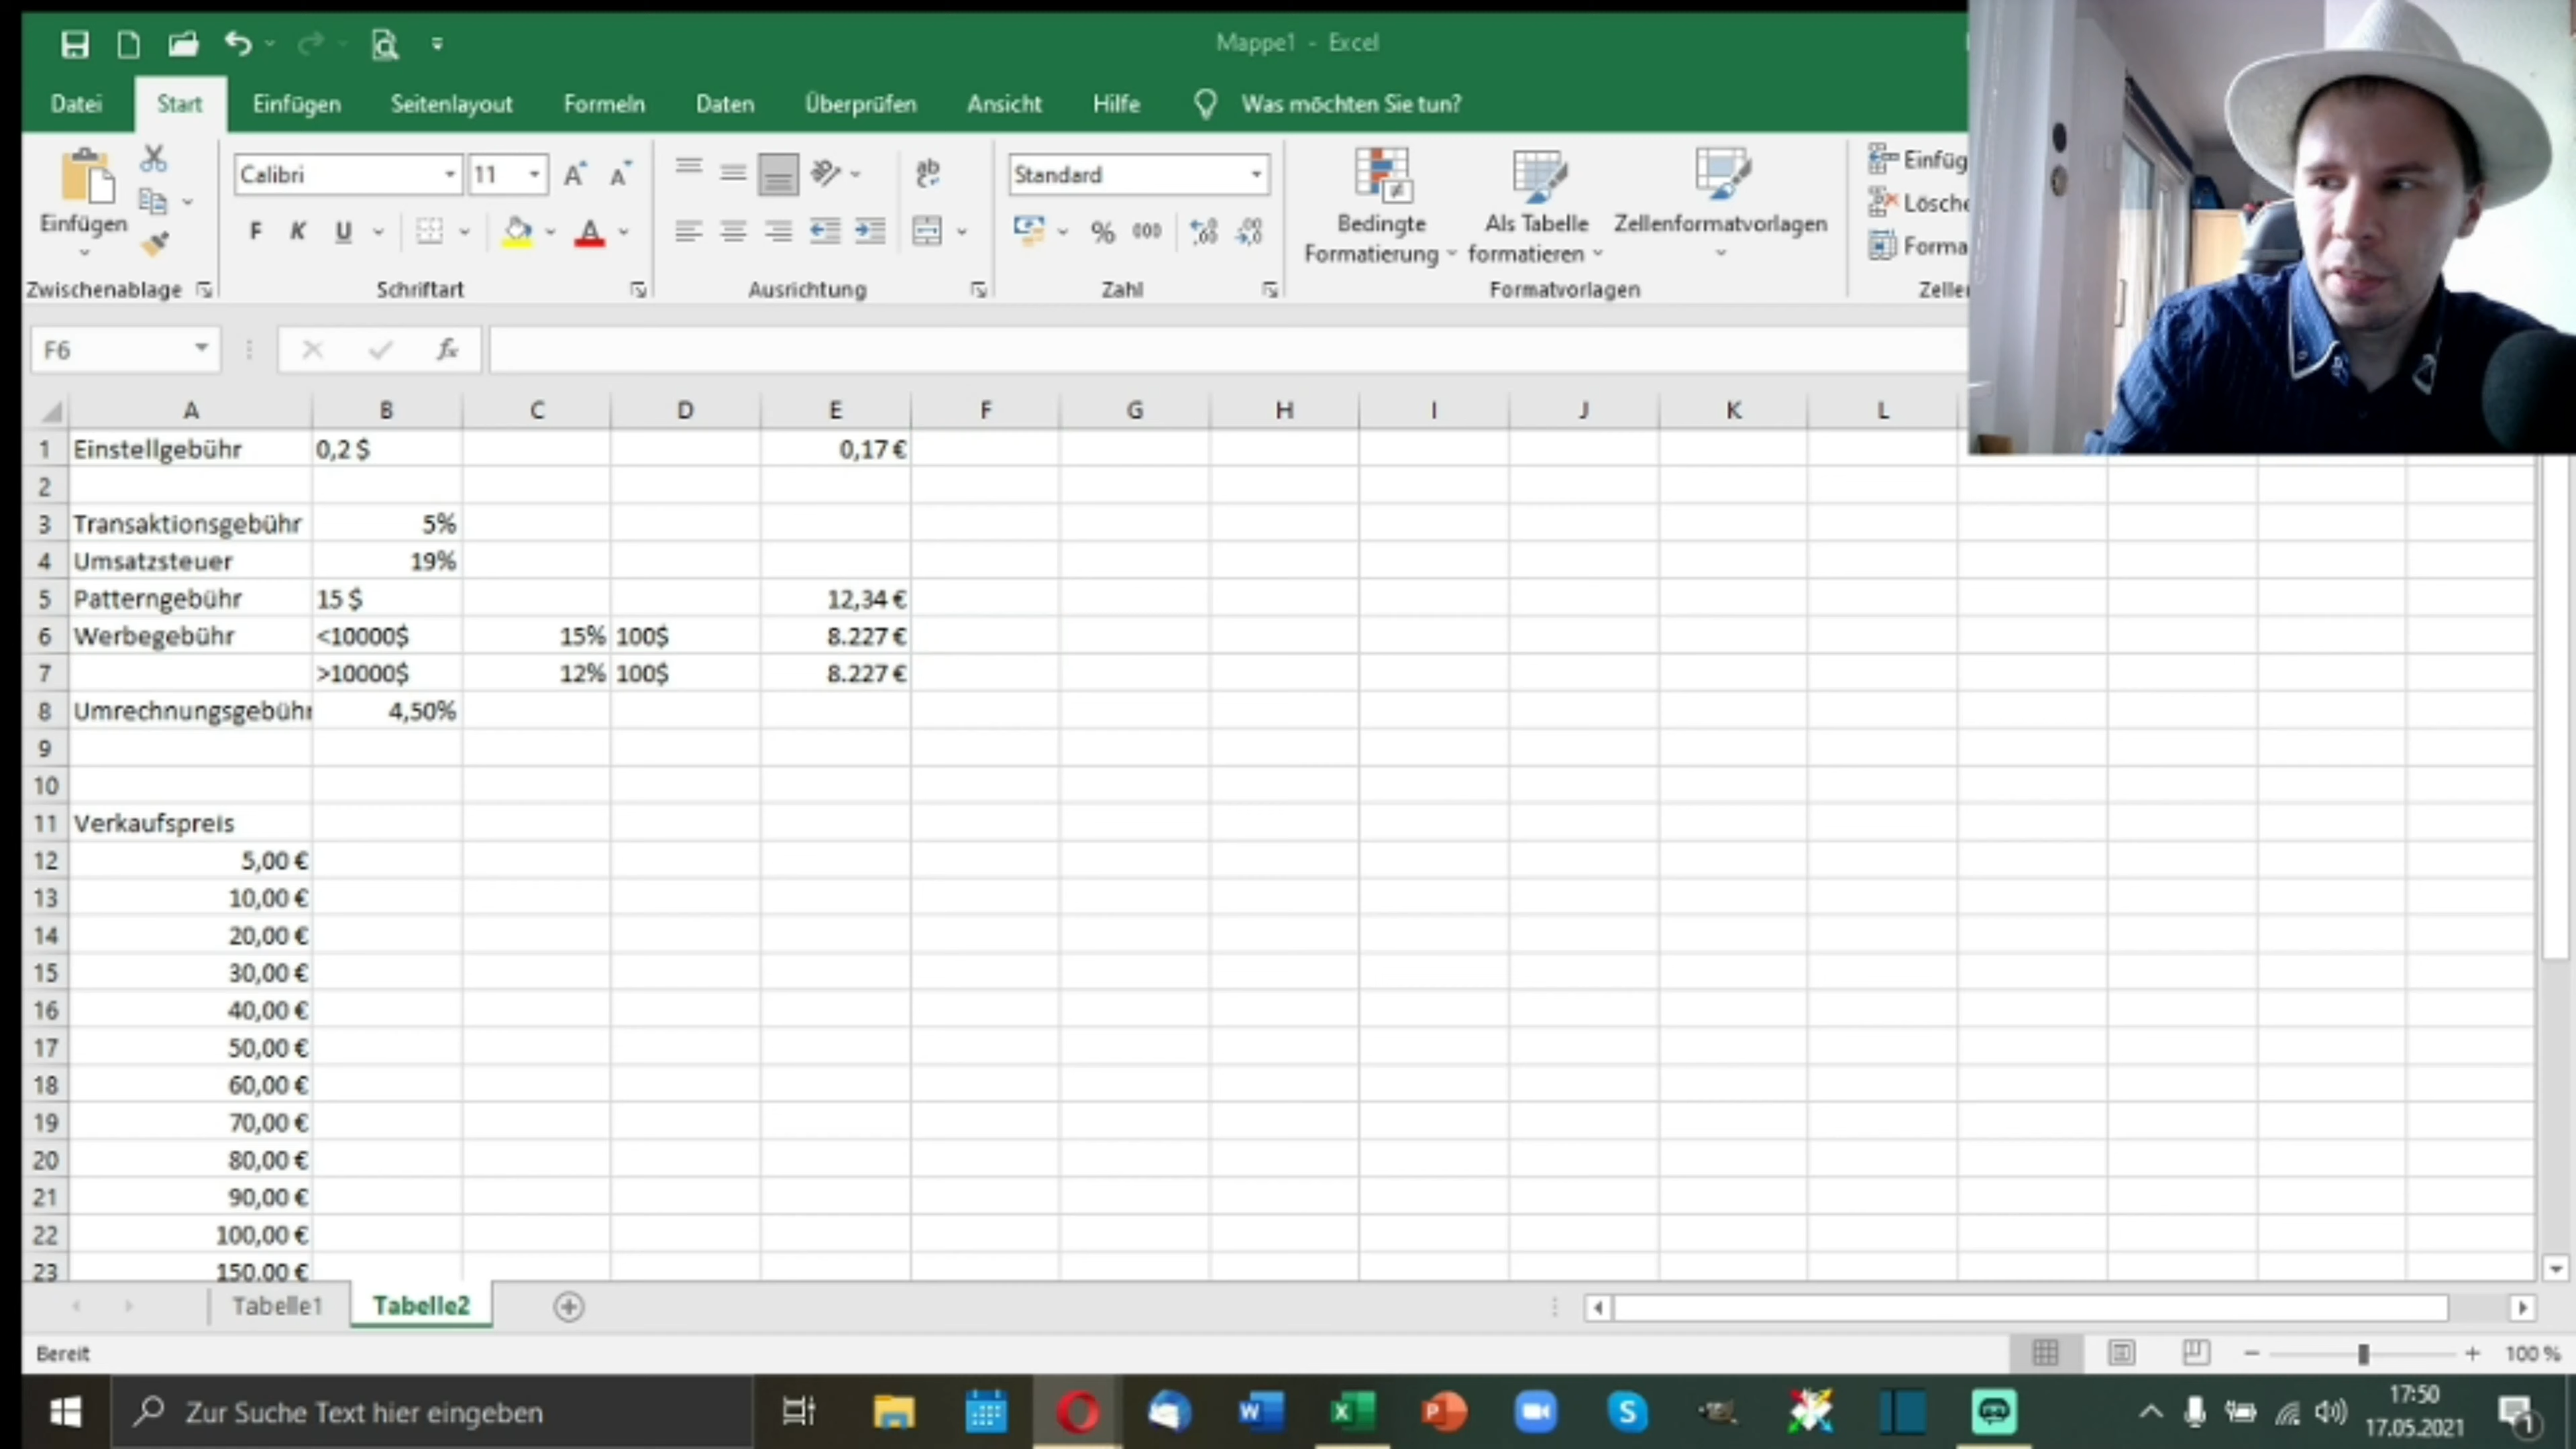 Mappe1 - Excel
Datei Start Einfügen Seitenlayout Formeln Daten Überprüfen Ansicht Hilfe Was möchten Sie tun?
Calibri 11 Standard
Einfügen
F K U % 000
Bedingte Formatierung
Als Tabelle formatieren
Zellenformatvorlagen
Zwischenablage Schriftart Ausrichtung Zahl Formatvorlagen
F6 fx
A B C D E F G H I J K L
1 Einstellgebühr 0,2 $ 0,17 €
2
3 Transaktionsgebühr 5%
4 Umsatzsteuer 19%
5 Patterngebühr 15 $ 12,34 €
6 Werbegebühr <10000$ 15% 100$ 8.227 €
7 >10000$ 12% 100$ 8.227 €
8 Umrechnungsgebühr 4,50%
9
10
11 Verkaufspreis
12 5,00 €
13 10,00 €
14 20,00 €
15 30,00 €
16 40,00 €
17 50,00 €
18 60,00 €
19 70,00 €
20 80,00 €
21 90,00 €
22 100,00 €
23 150,00 €
Tabelle1 Tabelle2
Bereit 100 %
Zur Suche Text hier eingeben
17:50
17.05.2021